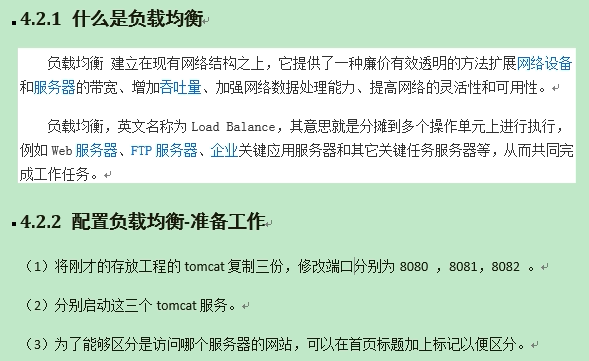 4.2.1 什么是负载均衡
负载均衡 建立在现有网络结构之上，它提供了一种廉价有效透明的方法扩展网络设备
和服务器的带宽、增加吞吐量、加强网络数据处理能力、提高网络的灵活性和可用性。
负载均衡，英文名称为 Load Balance，其意思就是分摊到多个操作单元上进行执行，
例如 Web 服务器、FTP 服务器、企业关键应用服务器和其它关键任务服务器等，从而共同完
成工作任务。
4.2.2 配置负载均衡-准备工作
（1）将刚才的存放工程的 tomcat 复制三份，修改端口分别为 8080 ，8081，8082 。
（2）分别启动这三个 tomcat 服务。
（3）为了能够区分是访问哪个服务器的网站，可以在首页标题加上标记以便区分。